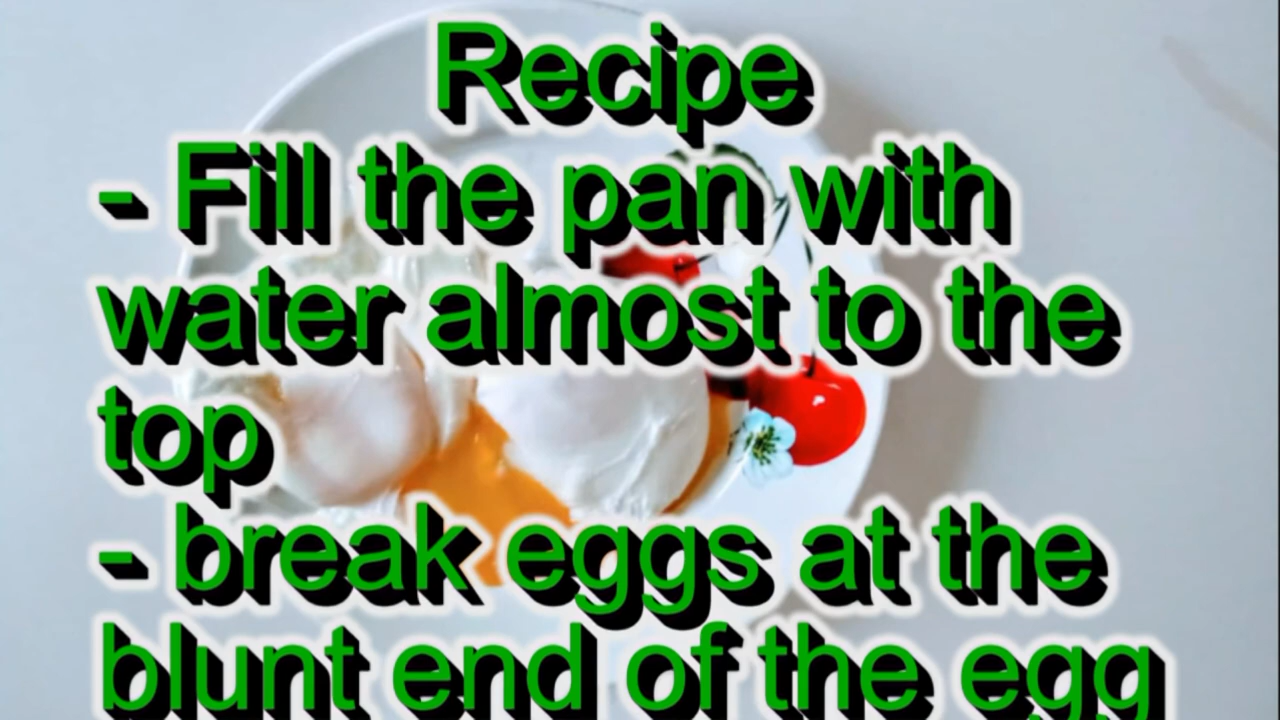 Recipe
- Fill the pan with
water almost to the
top
- break eggs at the
blunt end of the egg